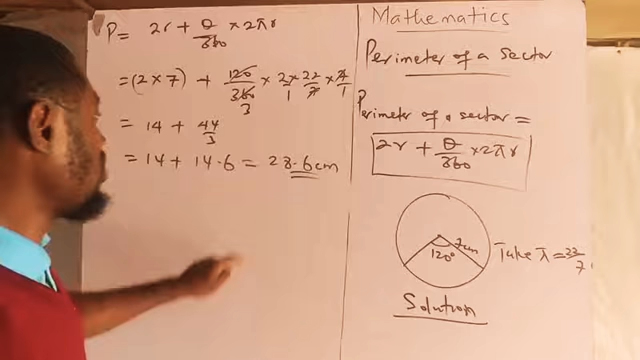 Mathematics
Perimeter of a sector
Perimeter of a sector =
2r + θ/360 × 2πr
7cm
120°
Take π = 22/7
Solution
P = 2r + θ/360 × 2πr
= (2 × 7) + 120/360 3 × 2×/1 22/7 × 7/1
= 14 + 44/3
= 14 + 14.6 = 28.6cm